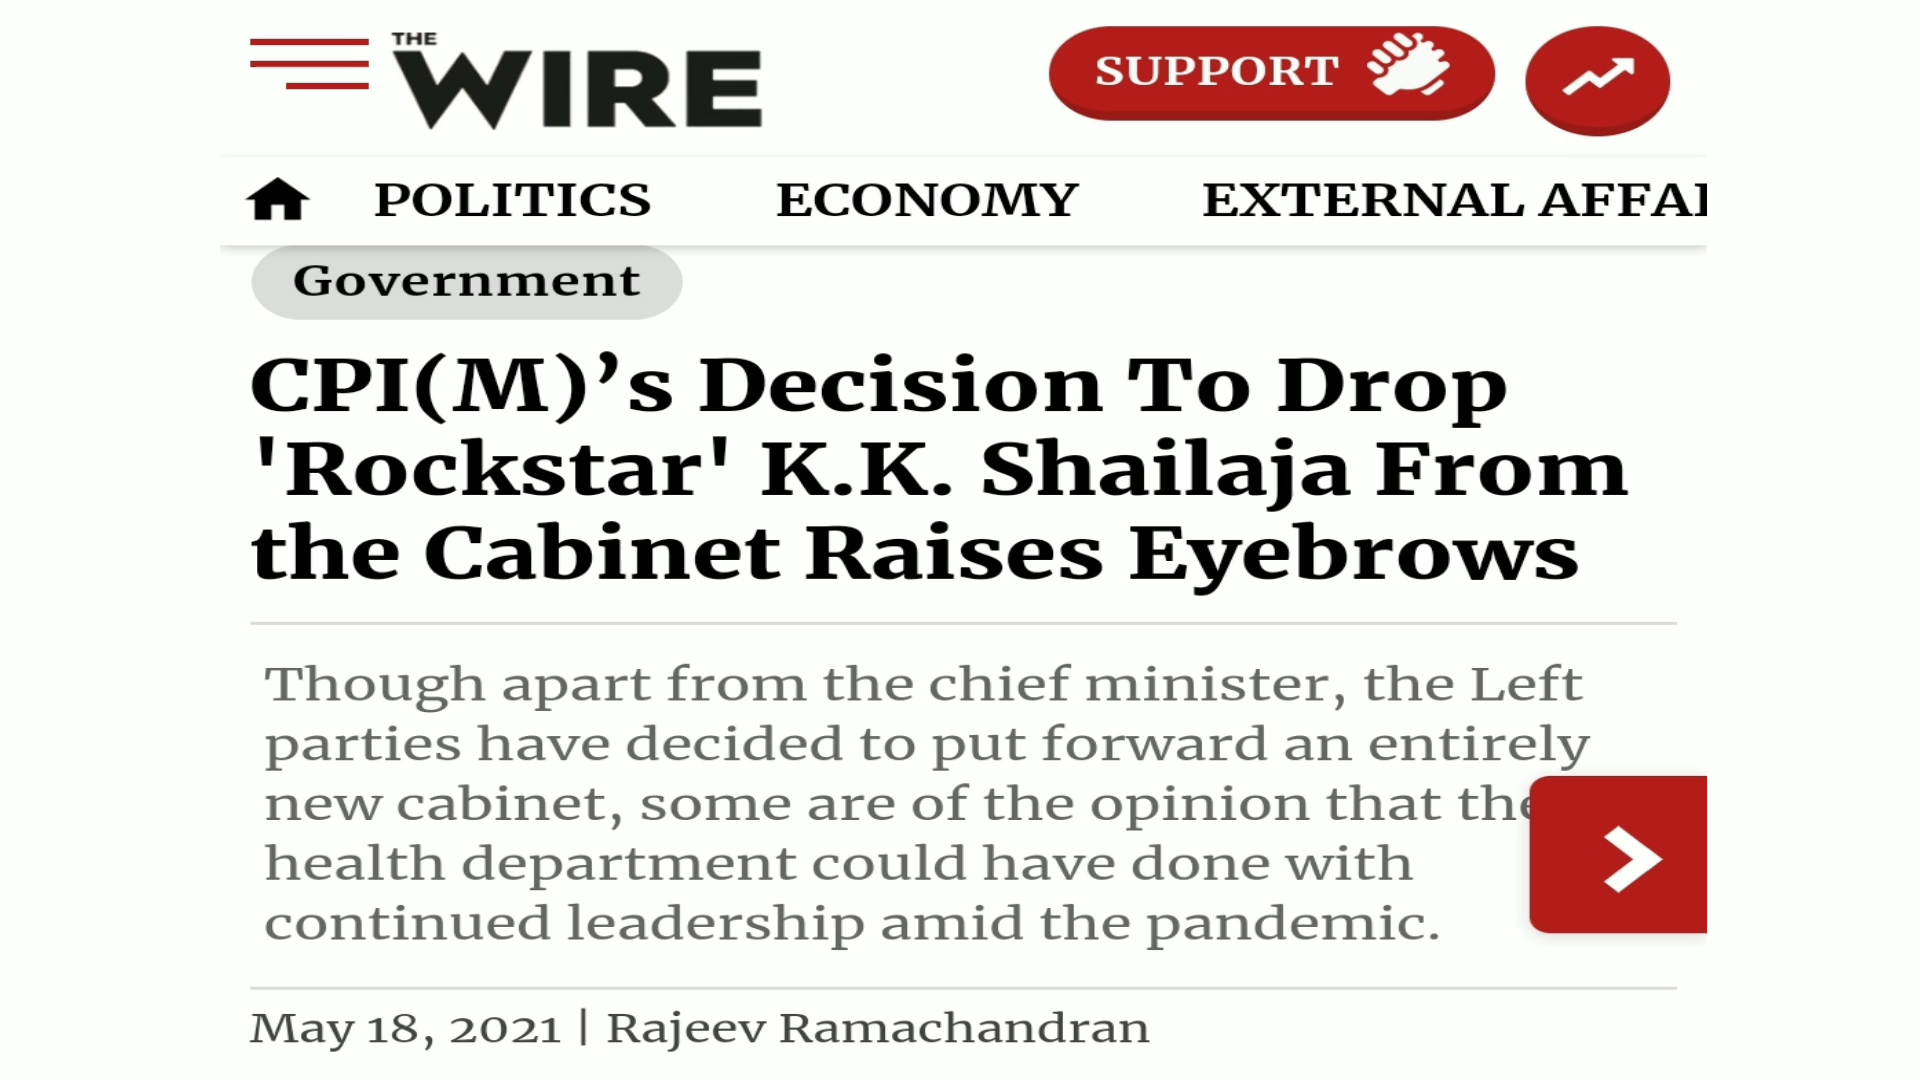 THE
WIRE
SUPPORT
POLITICS ECONOMY EXTERNAL AFFAI
Government
CPI(M)’s Decision To Drop
'Rockstar' K.K. Shailaja From
the Cabinet Raises Eyebrows
Though apart from the chief minister, the Left
parties have decided to put forward an entirely
new cabinet, some are of the opinion that the
health department could have done with
continued leadership amid the pandemic.
May 18, 2021 | Rajeev Ramachandran